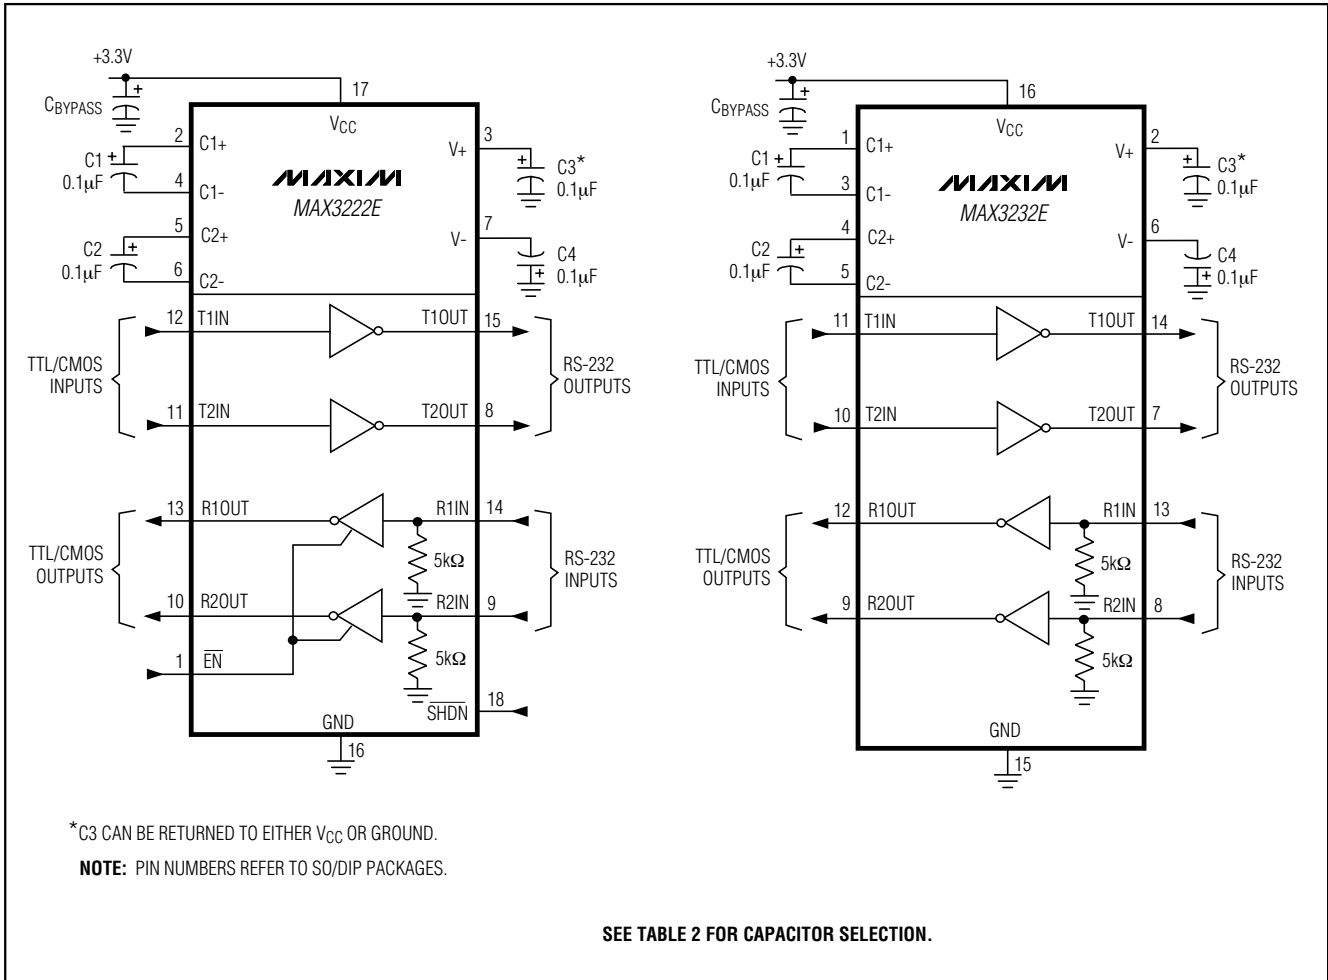 +3.3V
CBYPASS
17
VCC
2
C1+
C1
0.1µF
4
C1-
5
C2+
C2
0.1µF
6
C2-
MAXIM
MAX3222E
3
V+
C3*
0.1µF
7
V-
C4
0.1µF
TTL/CMOS
INPUTS
12
T1IN
T1OUT
15
11
T2IN
T2OUT
8
RS-232
OUTPUTS
TTL/CMOS
OUTPUTS
13
R1OUT
R1IN
14
5kΩ
10
R2OUT
R2IN
9
5kΩ
RS-232
INPUTS
1
EN
SHDN
18
GND
16
+3.3V
CBYPASS
16
VCC
1
C1+
C1
0.1µF
3
C1-
4
C2+
C2
0.1µF
5
C2-
MAXIM
MAX3232E
2
V+
C3*
0.1µF
6
V-
C4
0.1µF
TTL/CMOS
INPUTS
11
T1IN
T1OUT
14
10
T2IN
T2OUT
7
RS-232
OUTPUTS
TTL/CMOS
OUTPUTS
12
R1OUT
R1IN
13
5kΩ
9
R2OUT
R2IN
8
5kΩ
RS-232
INPUTS
GND
15
*C3 CAN BE RETURNED TO EITHER VCC OR GROUND.
NOTE: PIN NUMBERS REFER TO SO/DIP PACKAGES.
SEE TABLE 2 FOR CAPACITOR SELECTION.